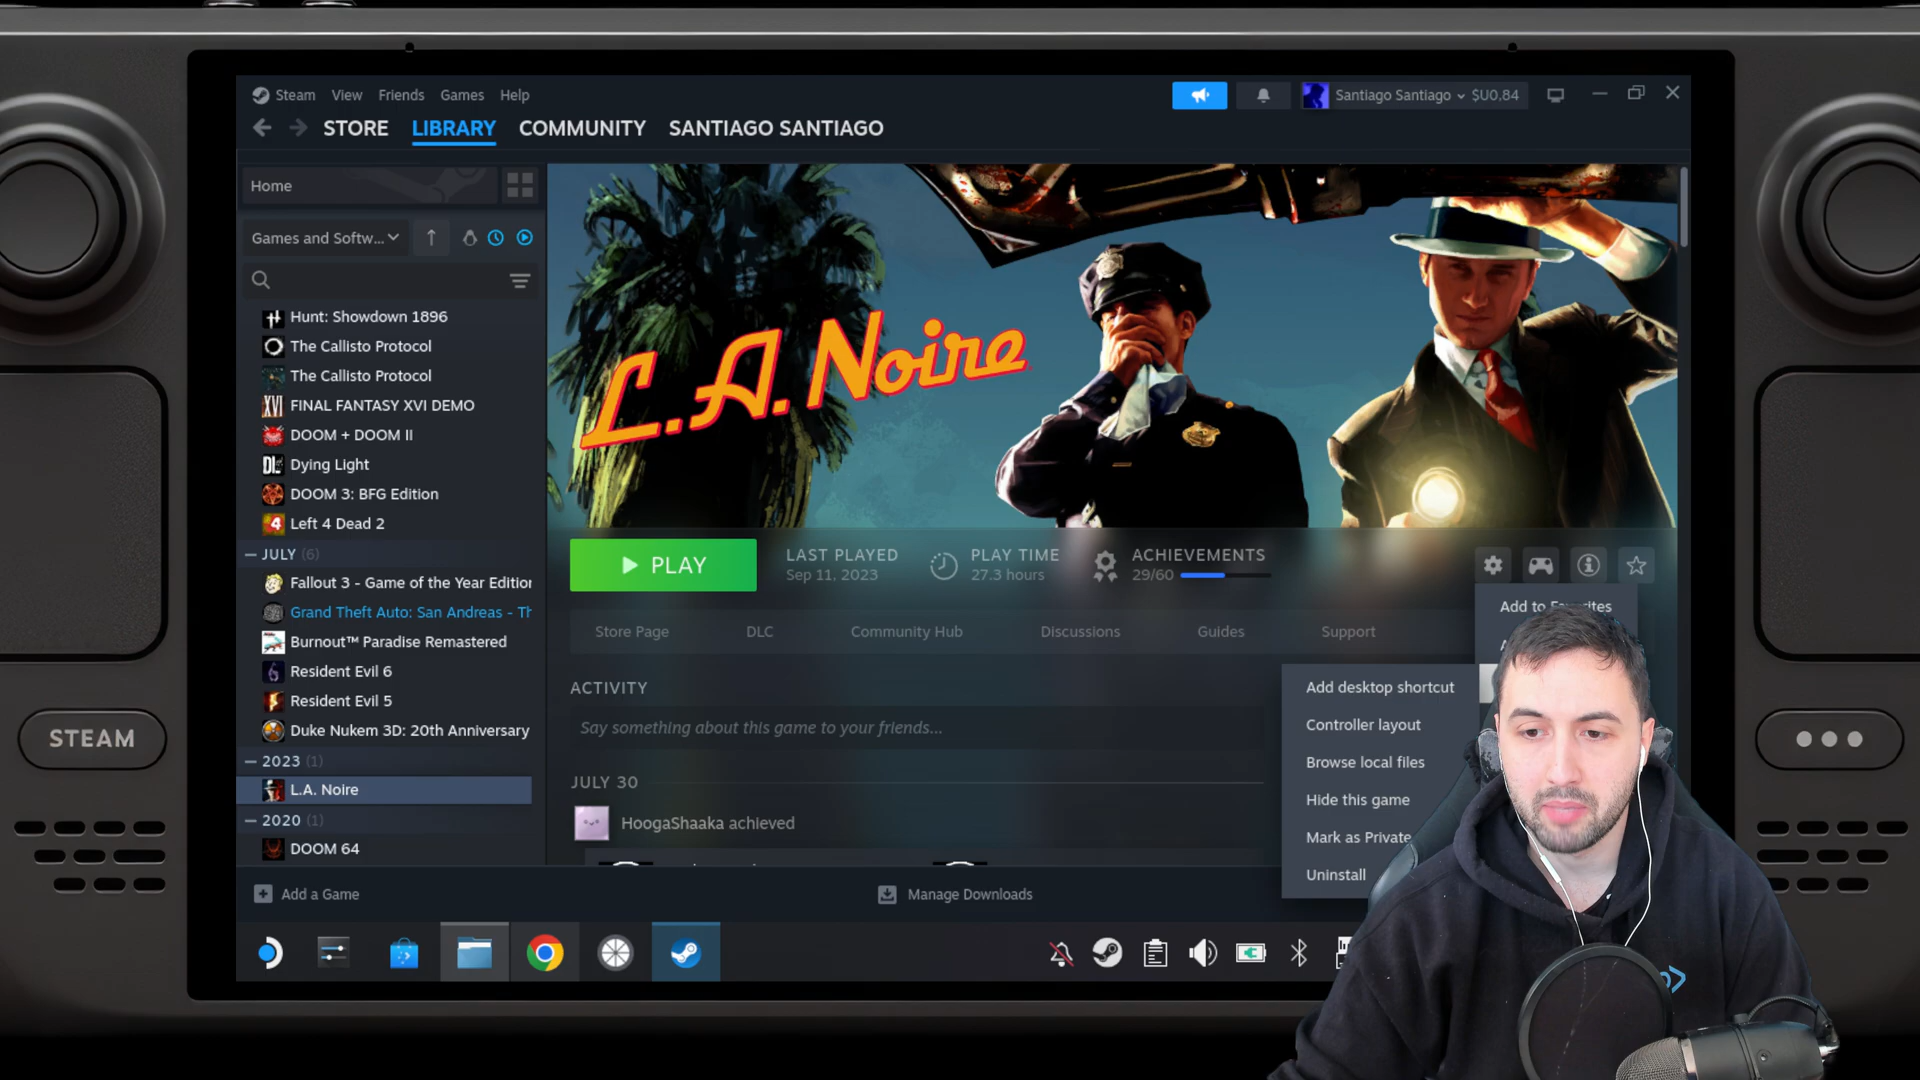 Steam View Friends Games Help
Santiago Santiago $U0,84
STORE LIBRARY COMMUNITY SANTIAGO SANTIAGO
Home
Games and Softw...
Hunt: Showdown 1896
The Callisto Protocol
The Callisto Protocol
FINAL FANTASY XVI DEMO
DOOM + DOOM II
Dying Light
DOOM 3: BFG Edition
Left 4 Dead 2
JULY (6)
Fallout 3 - Game of the Year Edition
Grand Theft Auto: San Andreas - Th
Burnout™ Paradise Remastered
Resident Evil 6
Resident Evil 5
Duke Nukem 3D: 20th Anniversary
2023 (1)
L.A. Noire
2020 (1)
DOOM 64
Add a Game
L.A. Noire
PLAY
LAST PLAYED
Sep 11, 2023
PLAY TIME
27.3 hours
ACHIEVEMENTS
29/60
Store Page DLC Community Hub Discussions Guides Support
Add to Favorites
Add desktop shortcut
Controller layout
Browse local files
Hide this game
Mark as Private
Uninstall
ACTIVITY
Say something about this game to your friends...
JULY 30
HoogaShaaka achieved
Manage Downloads
STEAM